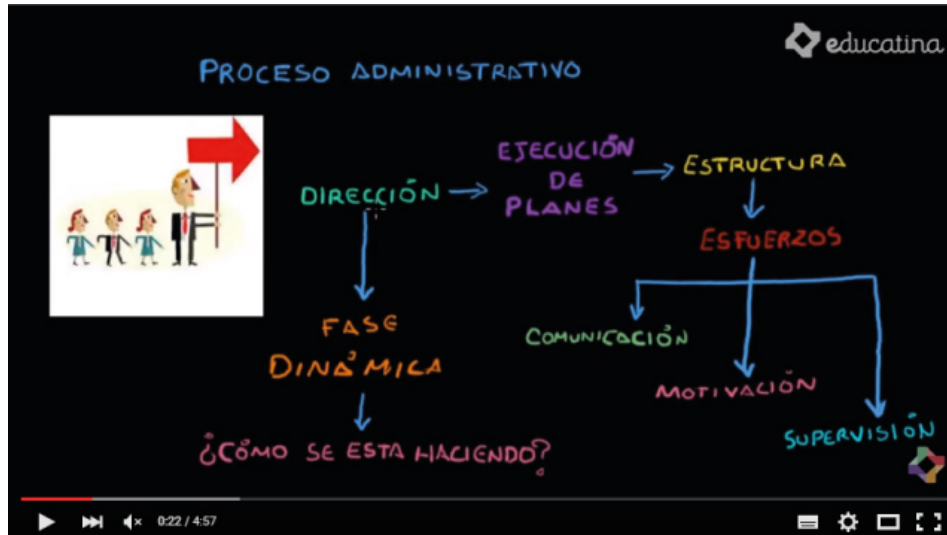 educatina
PROCESO ADMINISTRATIVO
DIRECCIÓN
EJECUCIÓN
DE
PLANES
ESTRUCTURA
ESFUERZOS
FASE
DINÁMICA
COMUNICACIÓN
MOTIVACIÓN
SUPERVISIÓN
¿CÓMO SE ESTA HACIENDO?
0:22 / 4:57